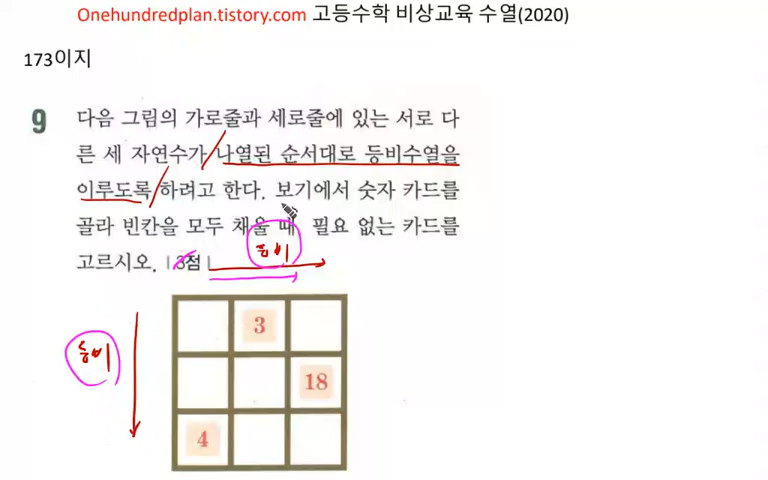 Onehundredplan.tistory.com 고등수학 비상교육 수열(2020)
173이지
9 다음 그림의 가로줄과 세로줄에 있는 서로 다
른 세 자연수가 나열된 순서대로 등비수열을
이루도록 하려고 한다. 보기에서 숫자 카드를
골라 빈칸을 모두 채울 때 필요 없는 카드를
고르시오. |3점|
등비
등비
3
18
4